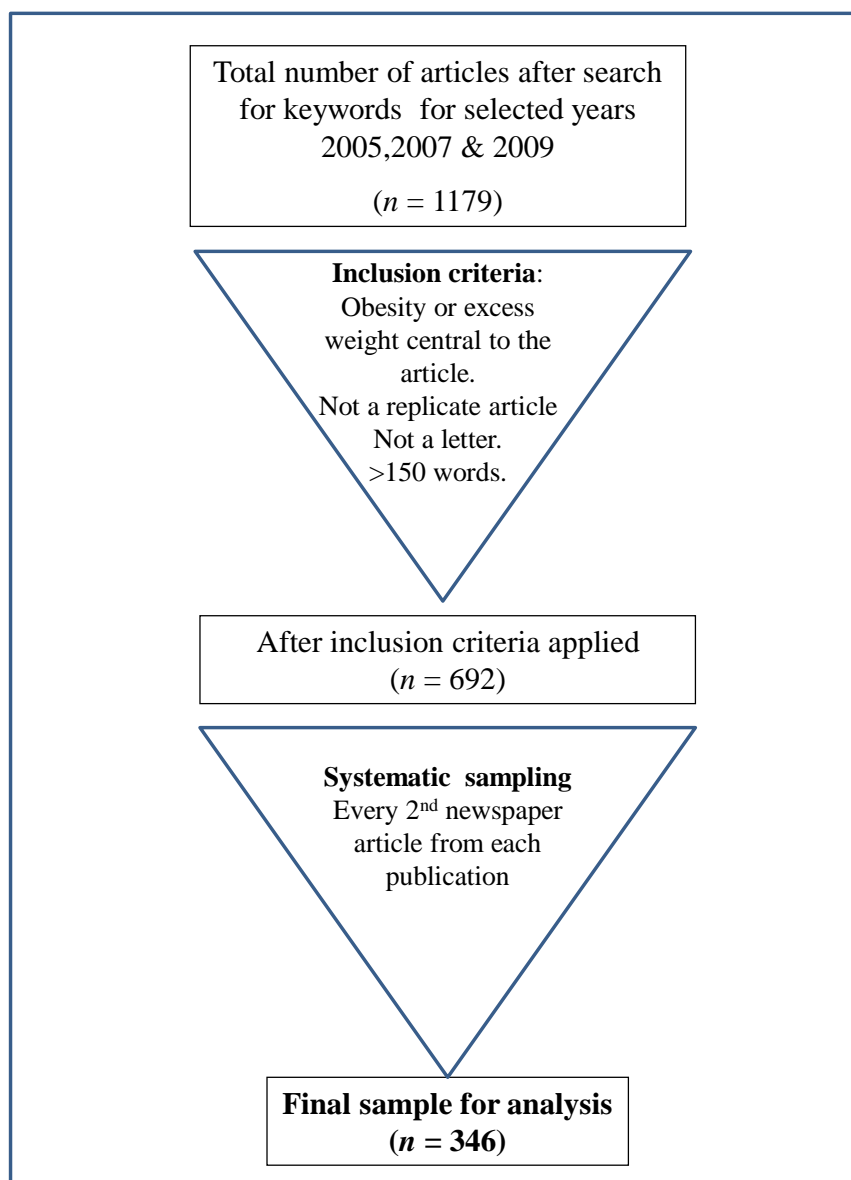 Total number of articles after search
for keywords for selected years
2005,2007 & 2009
(n = 1179)
Inclusion criteria:
Obesity or excess
weight central to the
article.
Not a replicate article
Not a letter.
>150 words.
After inclusion criteria applied
(n = 692)
Systematic sampling
Every 2nd newspaper
article from each
publication
Final sample for analysis
(n = 346)